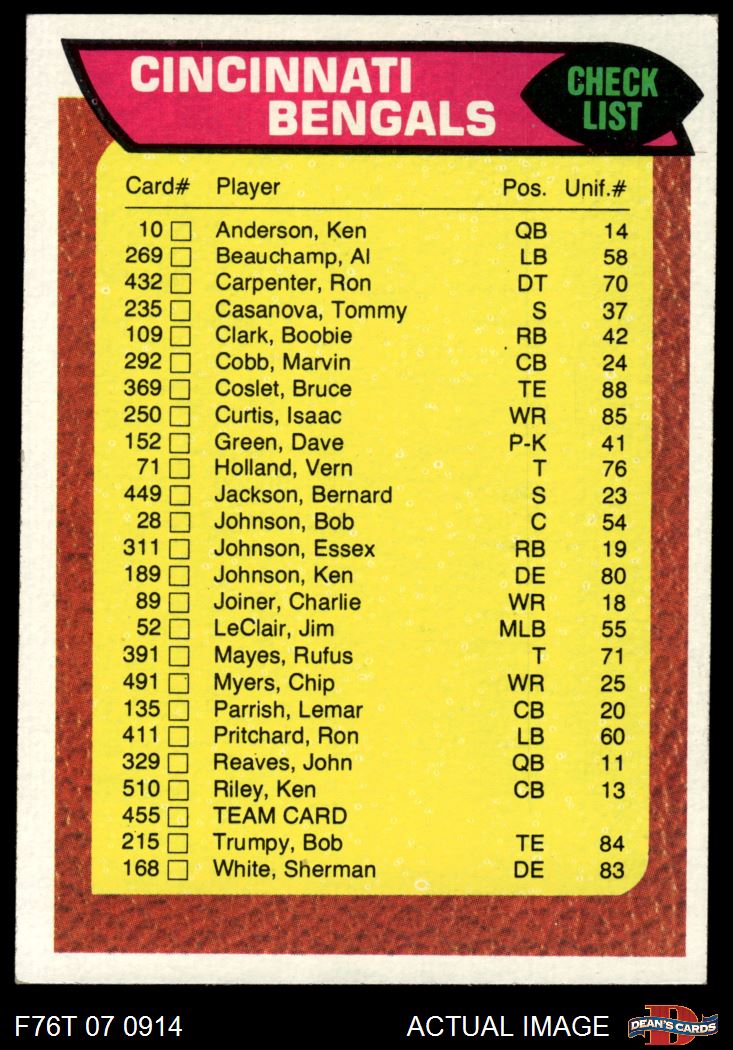 CINCINNATI
BENGALS
CHECK
LIST
Card# Player Pos. Unif.#
10 Anderson, Ken QB 14
269 Beauchamp, Al LB 58
432 Carpenter, Ron DT 70
235 Casanova, Tommy S 37
109 Clark, Boobie RB 42
292 Cobb, Marvin CB 24
369 Coslet, Bruce TE 88
250 Curtis, Isaac WR 85
152 Green, Dave P-K 41
71 Holland, Vern T 76
449 Jackson, Bernard S 23
28 Johnson, Bob C 54
311 Johnson, Essex RB 19
189 Johnson, Ken DE 80
89 Joiner, Charlie WR 18
52 LeClair, Jim MLB 55
391 Mayes, Rufus T 71
491 Myers, Chip WR 25
135 Parrish, Lemar CB 20
411 Pritchard, Ron LB 60
329 Reaves, John QB 11
510 Riley, Ken CB 13
455 TEAM CARD
215 Trumpy, Bob TE 84
168 White, Sherman DE 83
F76T 07 0914 ACTUAL IMAGE D DEAN'S CARDS